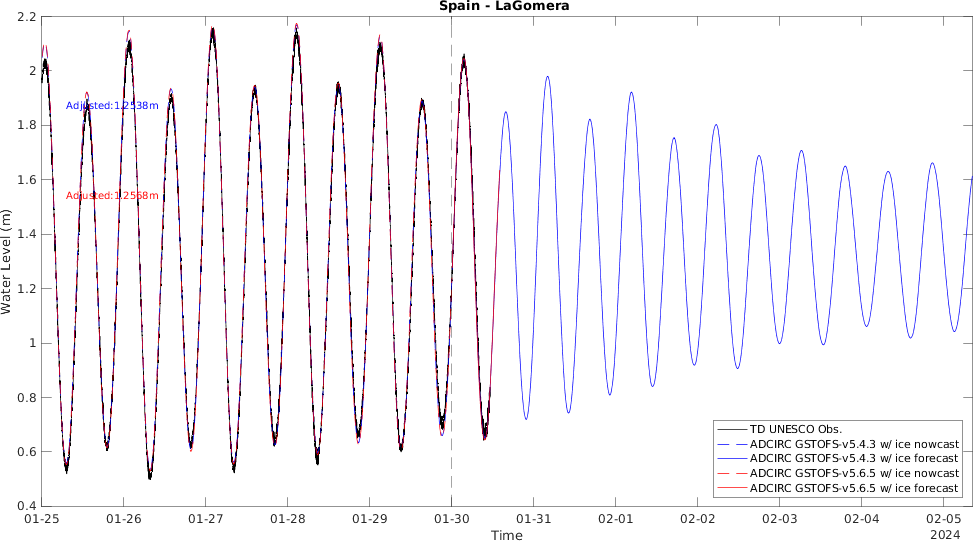 Spain - LaGomera
2.2
2
1.8
1.6
1.4
1.2
1
0.8
0.6
0.4
Water Level (m)
Adjusted:1.2538m
Adjusted:1.2568m
TD UNESCO Obs.
ADCIRC GSTOFS-v5.4.3 w/ ice nowcast
ADCIRC GSTOFS-v5.4.3 w/ ice forecast
ADCIRC GSTOFS-v5.6.5 w/ ice nowcast
ADCIRC GSTOFS-v5.6.5 w/ ice forecast
01-25 01-26 01-27 01-28 01-29 01-30 01-31 02-01 02-02 02-03 02-04 02-05
Time
2024